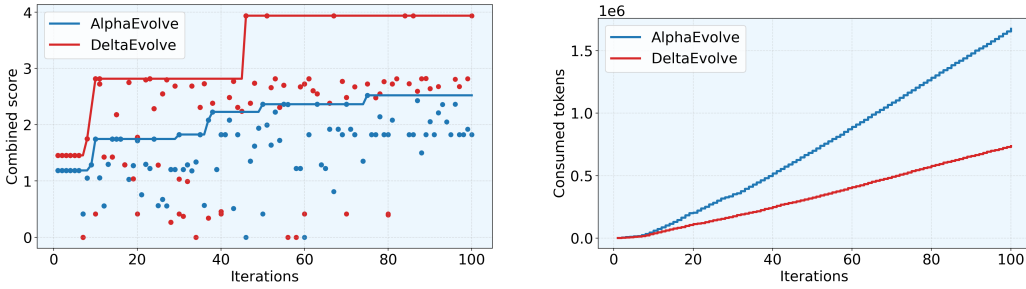 AlphaEvolve
DeltaEvolve
Combined score
4
3
2
1
0
0
20
40
60
80
100
Iterations
1e6
AlphaEvolve
DeltaEvolve
Consumed tokens
1.5
1.0
0.5
0.0
0
20
40
60
80
100
Iterations